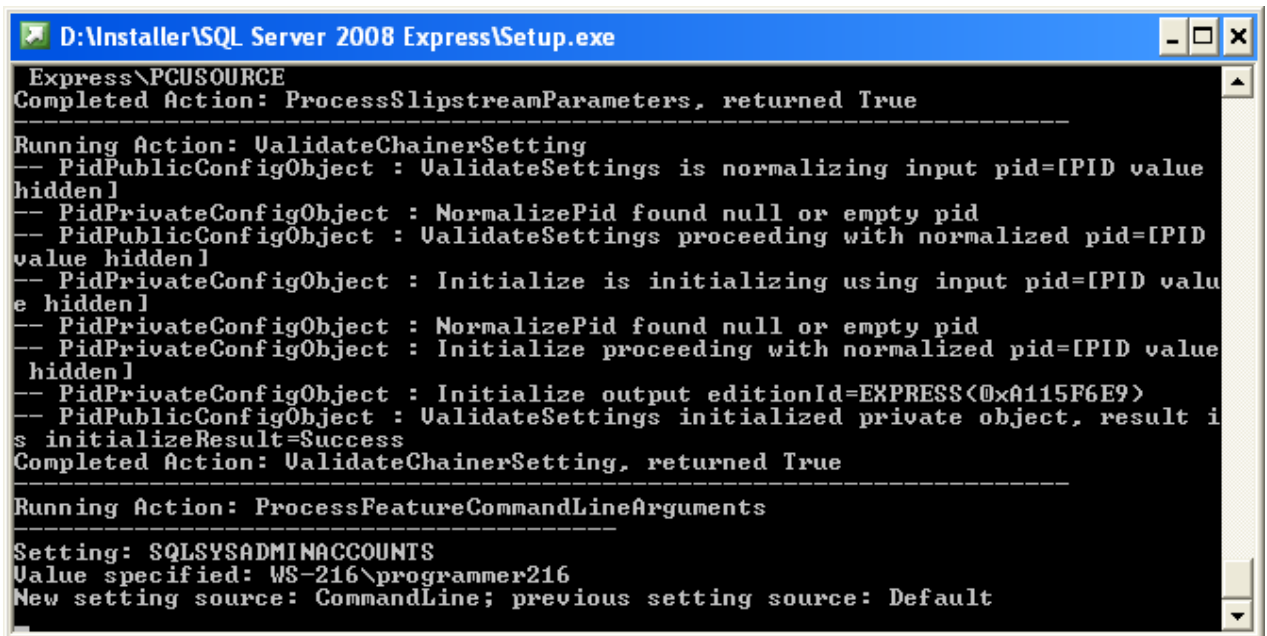 D:\Installer\SQL Server 2008 Express\Setup.exe
Express\PCUSOURCE
Completed Action: ProcessSlipstreamParameters, returned True
----------------------------------------------------------------------
Running Action: ValidateChainerSetting
-- PidPublicConfigObject : ValidateSettings is normalizing input pid=[PID value
hidden]
-- PidPrivateConfigObject : NormalizePid found null or empty pid
-- PidPublicConfigObject : ValidateSettings proceeding with normalized pid=[PID
value hidden]
-- PidPrivateConfigObject : Initialize is initializing using input pid=[PID valu
e hidden]
-- PidPrivateConfigObject : NormalizePid found null or empty pid
-- PidPrivateConfigObject : Initialize proceeding with normalized pid=[PID value
hidden]
-- PidPrivateConfigObject : Initialize output editionId=EXPRESS(0xA115F6E9)
-- PidPublicConfigObject : ValidateSettings initialized private object, result i
s initializeResult=Success
Completed Action: ValidateChainerSetting, returned True
----------------------------------------------------------------------
Running Action: ProcessFeatureCommandLineArguments
----------------------------------------
Setting: SQLSYSADMINACCOUNTS
Value specified: WS-216\programmer216
New setting source: CommandLine; previous setting source: Default